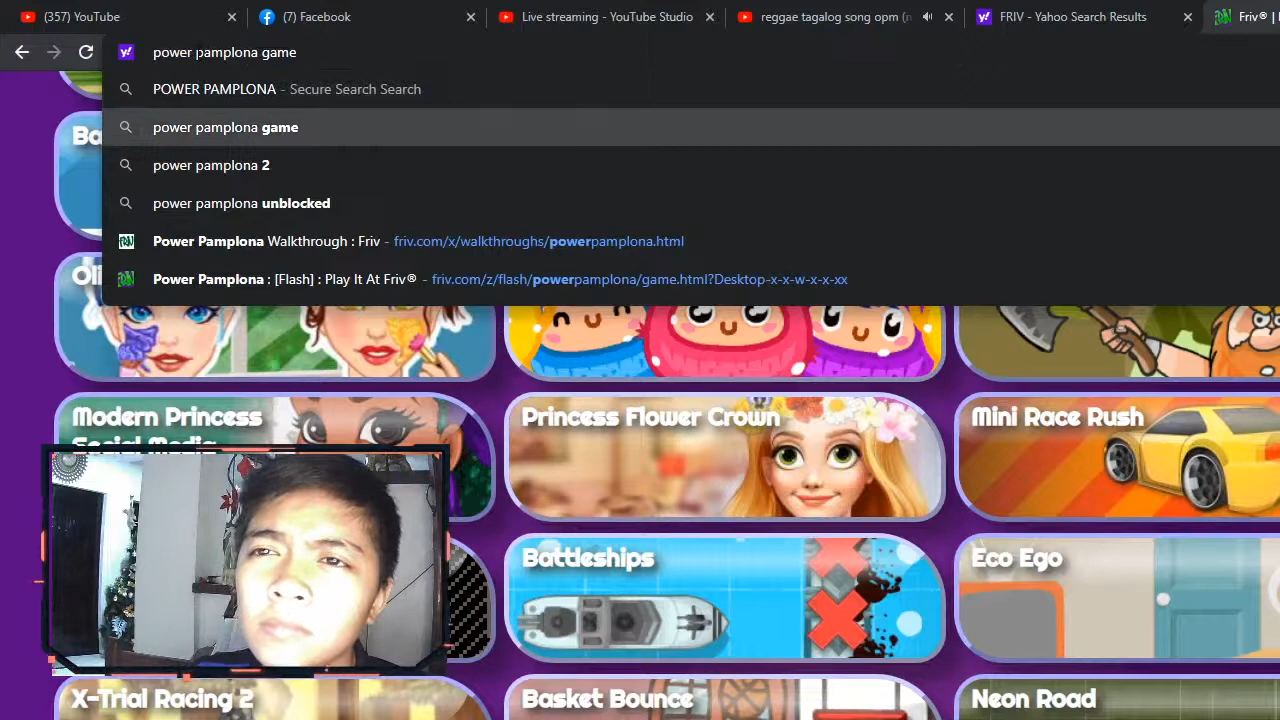 (357) YouTube
(7) Facebook
Live streaming - YouTube Studio
reggae tagalog song opm (n
FRIV - Yahoo Search Results
Friv® |
y! power pamplona game
POWER PAMPLONA - Secure Search Search
power pamplona game
power pamplona 2
power pamplona unblocked
Power Pamplona Walkthrough : Friv - friv.com/x/walkthroughs/powerpamplona.html
Power Pamplona : [Flash] : Play It At Friv® - friv.com/z/flash/powerpamplona/game.html?Desktop-x-x-w-x-x-xx
Ba
Oli
Modern Princess
Social Media
Princess Flower Crown
Mini Race Rush
Battleships
Eco Ego
X-Trial Racing 2
Basket Bounce
Neon Road